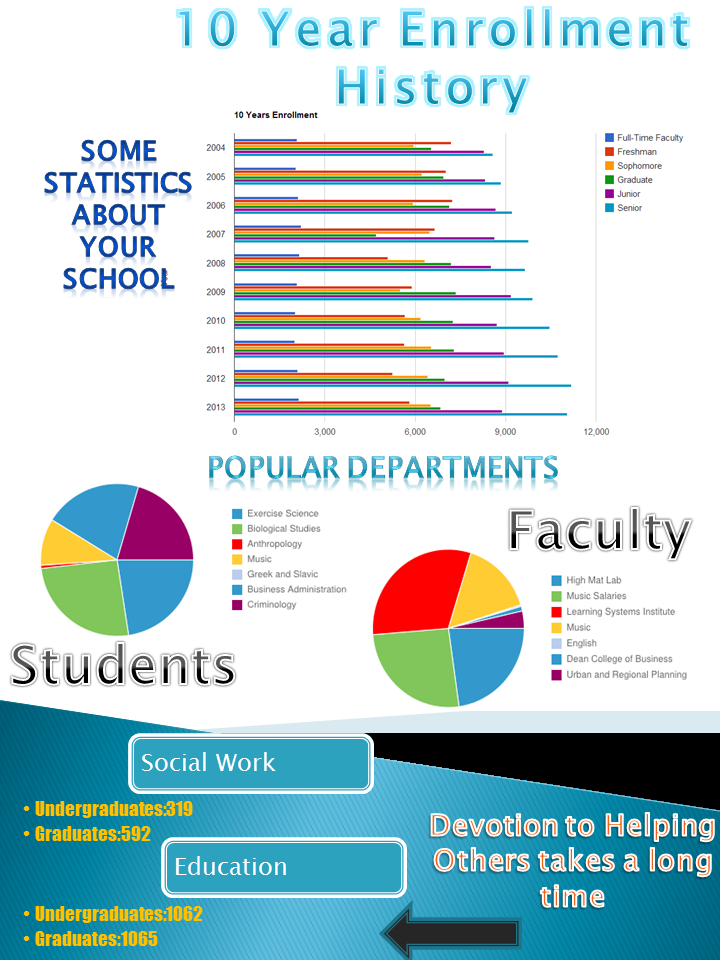 10 Year Enrollment
History
10 Years Enrollment
SOME
STATISTICS
ABOUT
YOUR
SCHOOL
2004
2005
2006
2007
2008
2009
2010
2011
2012
2013
0
3,000
6,000
9,000
12,000
Full-Time Faculty
Freshman
Sophomore
Graduate
Junior
Senior
POPULAR DEPARTMENTS
Exercise Science
Biological Studies
Anthropology
Music
Greek and Slavic
Business Administration
Criminology
Students
Faculty
High Mat Lab
Music Salaries
Learning Systems Institute
Music
English
Dean College of Business
Urban and Regional Planning
Social Work
• Undergraduates:319
• Graduates:592
Education
• Undergraduates:1062
• Graduates:1065
Devotion to Helping
Others takes a long
time